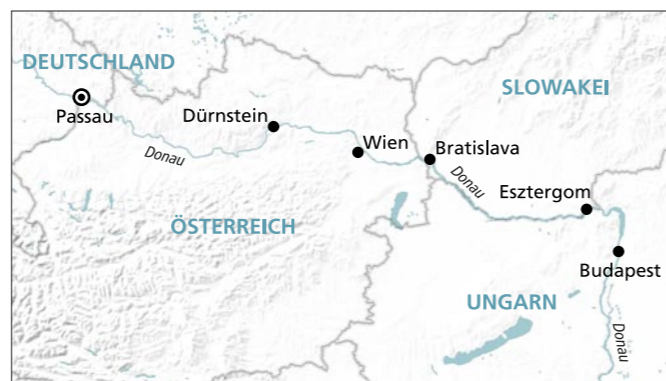 DEUTSCHLAND
SLOWAKEI
Passau
Dürnstein
Wien
Bratislava
Donau
Donau
Esztergom
ÖSTERREICH
Budapest
UNGARN
Donau